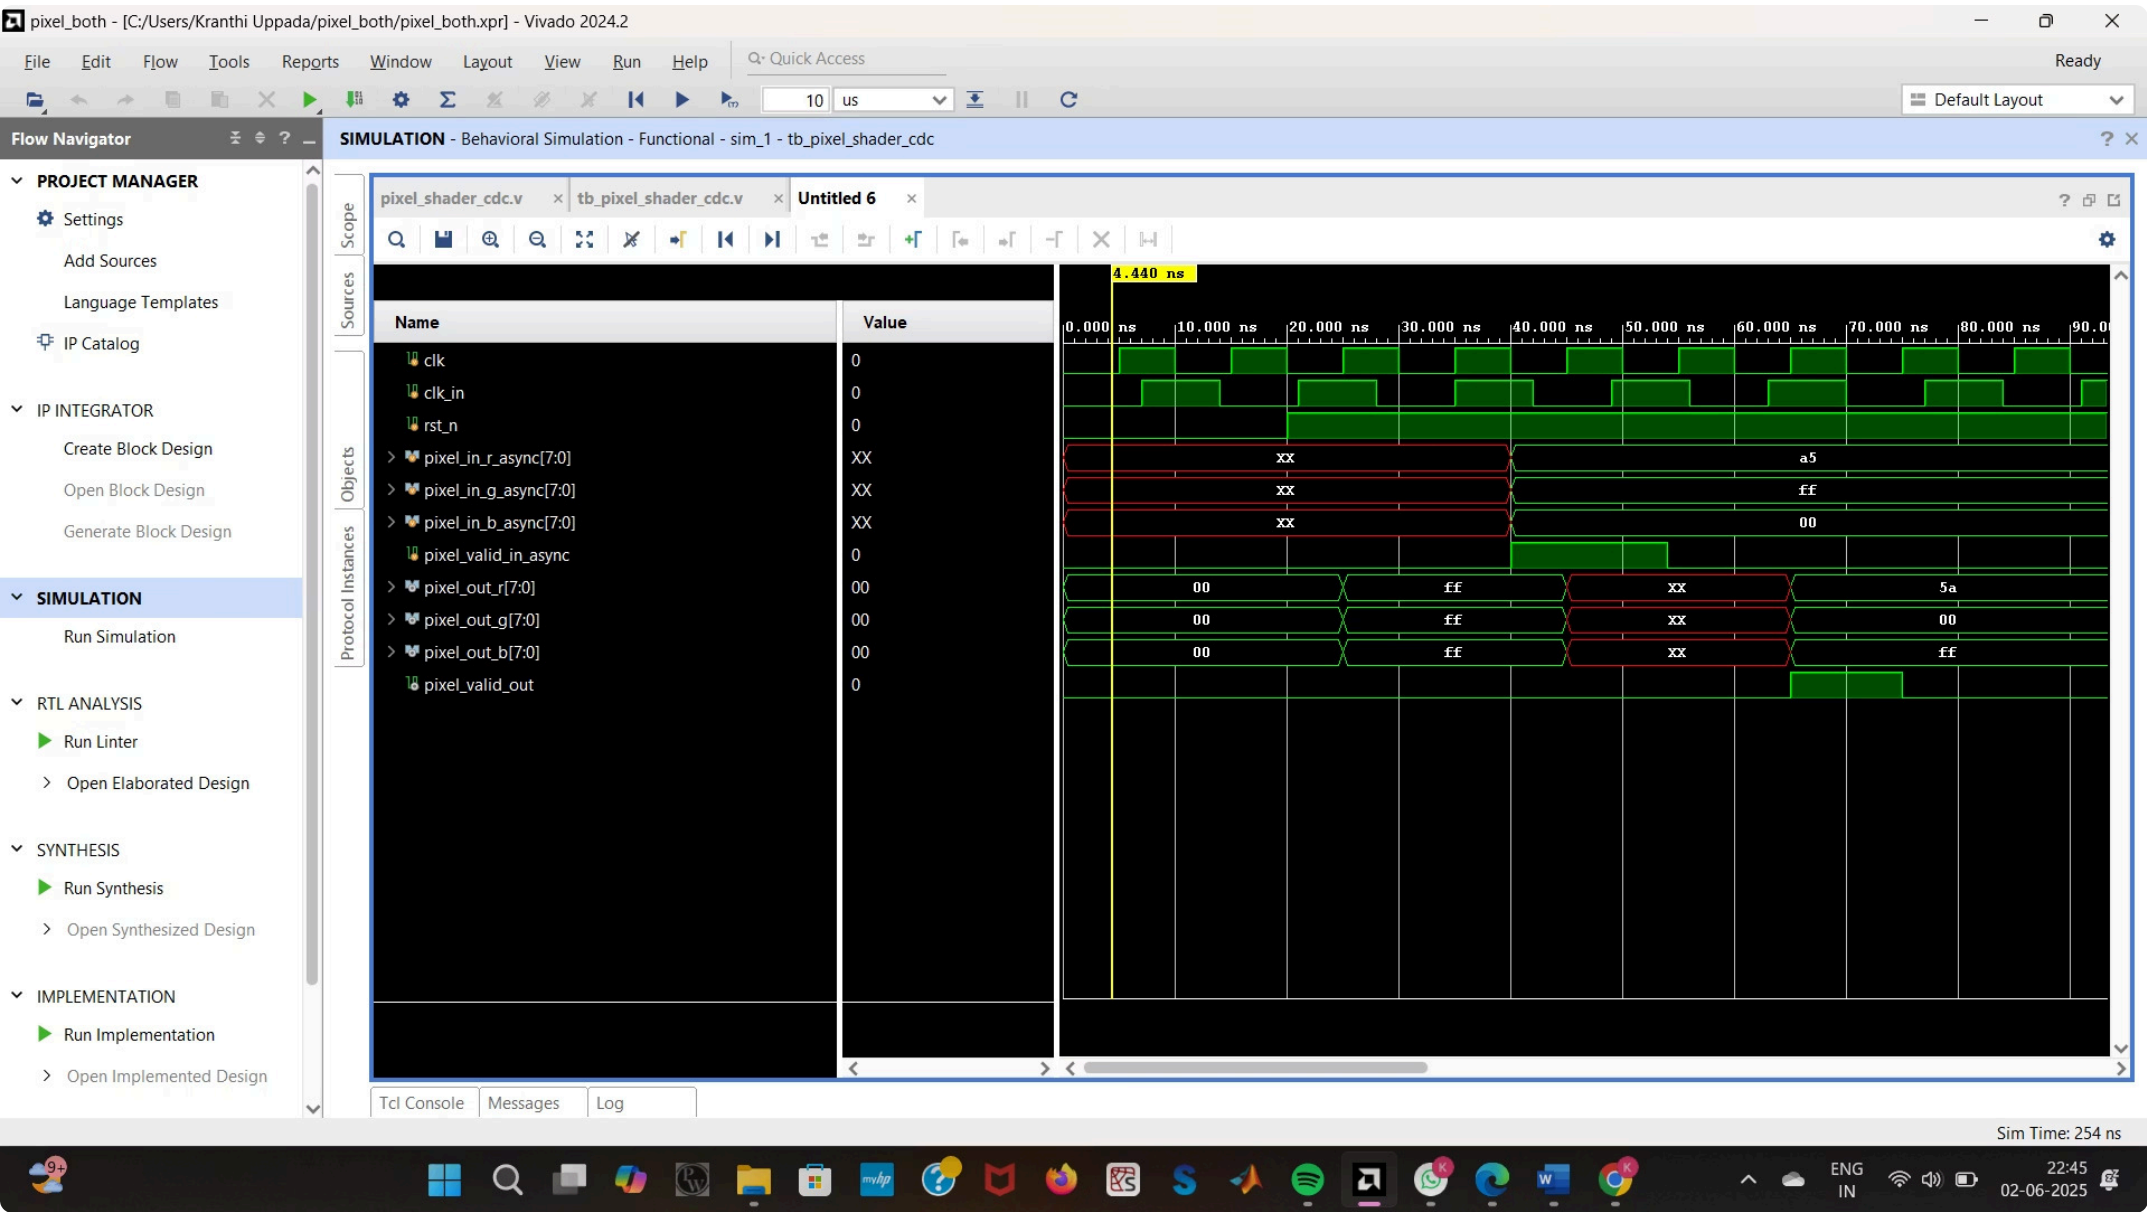 pixel_both - [C:/Users/Kranthi Uppada/pixel_both/pixel_both.xpr] - Vivado 2024.2
File Edit Flow Tools Reports Window Layout View Run Help Quick Access Ready
10 us Default Layout
Flow Navigator
SIMULATION - Behavioral Simulation - Functional - sim_1 - tb_pixel_shader_cdc
PROJECT MANAGER
Settings
Add Sources
Language Templates
IP Catalog
IP INTEGRATOR
Create Block Design
Open Block Design
Generate Block Design
SIMULATION
Run Simulation
RTL ANALYSIS
Run Linter
Open Elaborated Design
SYNTHESIS
Run Synthesis
Open Synthesized Design
IMPLEMENTATION
Run Implementation
Open Implemented Design
Scope
Sources
Objects
Protocol Instances
pixel_shader_cdc.v tb_pixel_shader_cdc.v Untitled 6
4.440 ns
Name Value
0.000 ns 10.000 ns 20.000 ns 30.000 ns 40.000 ns 50.000 ns 60.000 ns 70.000 ns 80.000 ns 90.0
clk 0
clk_in 0
rst_n 0
pixel_in_r_async[7:0] XX XX a5
pixel_in_g_async[7:0] XX XX ff
pixel_in_b_async[7:0] XX XX 00
pixel_valid_in_async 0
pixel_out_r[7:0] 00 00 ff XX 5a
pixel_out_g[7:0] 00 00 ff XX 00
pixel_out_b[7:0] 00 00 ff XX ff
pixel_valid_out 0
Tcl Console Messages Log
Sim Time: 254 ns
9+
myhp
K
K
ENG
IN
22:45
02-06-2025